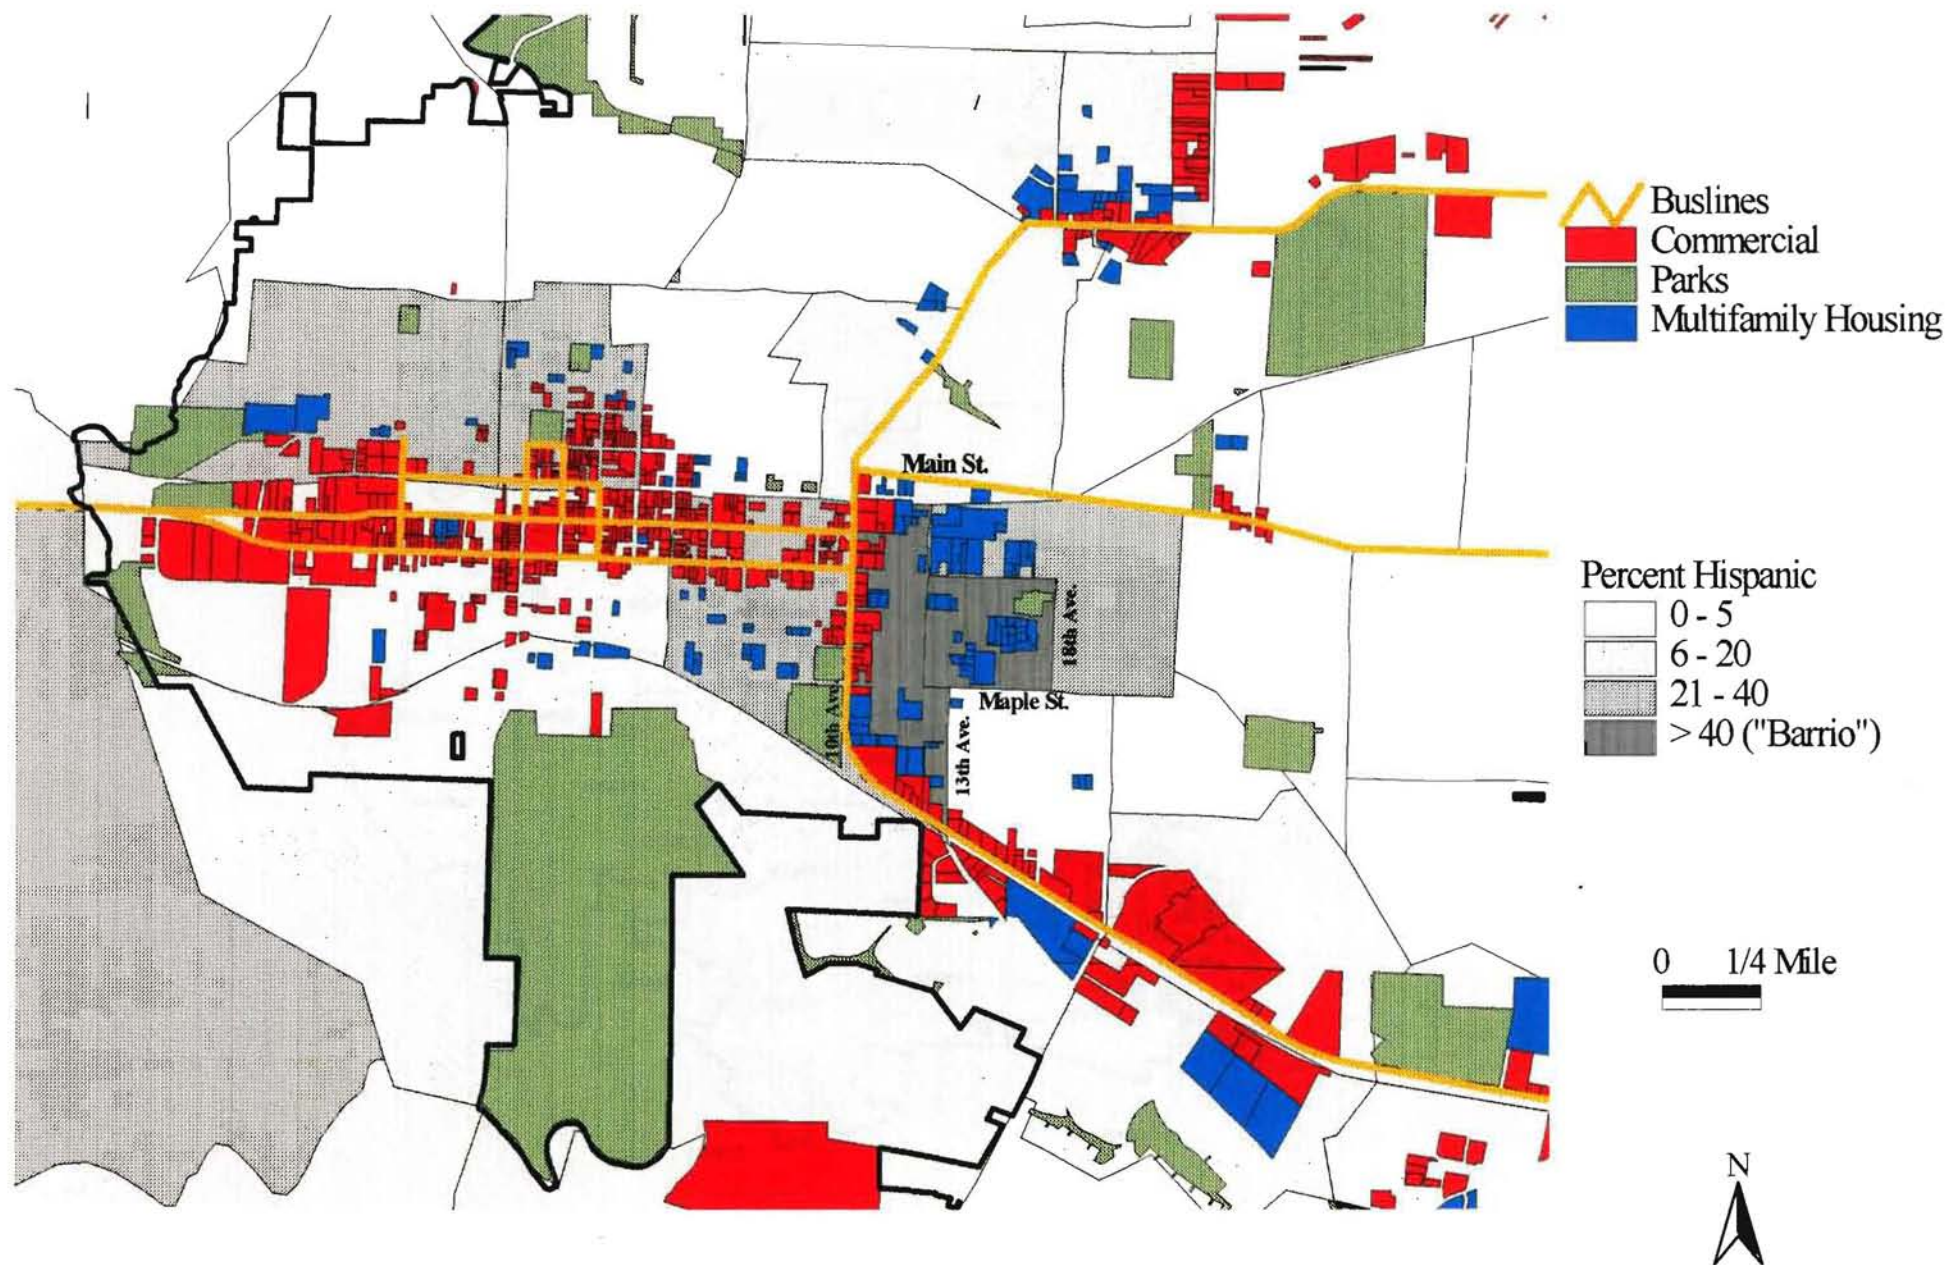 Buslines
Commercial
Parks
Multifamily Housing
Main St.
18th Ave.
Maple St.
10th Ave.
13th Ave.
Percent Hispanic
0 - 5
6 - 20
21 - 40
> 40 ("Barrio")
0 1/4 Mile
N